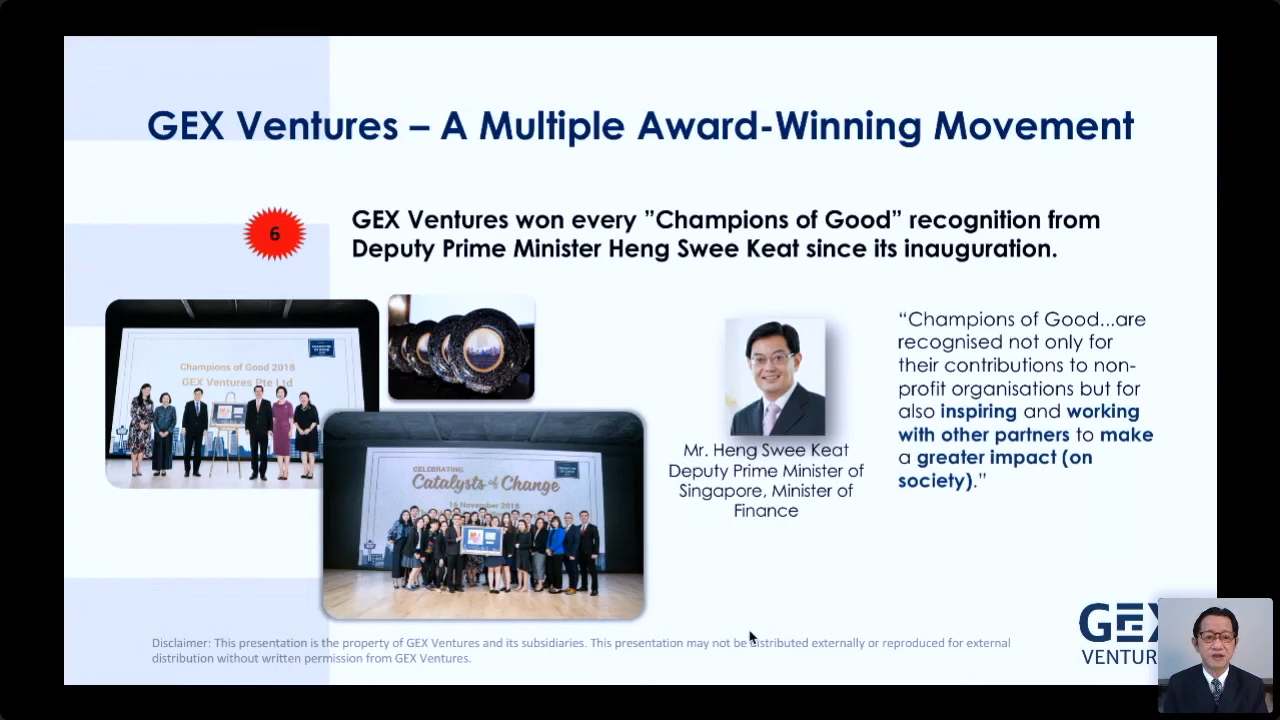 GEX Ventures – A Multiple Award-Winning Movement
6
GEX Ventures won every ”Champions of Good” recognition from
Deputy Prime Minister Heng Swee Keat since its inauguration.
Champions of Good 2018
GEX Ventures Pte Ltd
CELEBRATING
Catalysts of Change
16 November 2018
Mr. Heng Swee Keat
Deputy Prime Minister of
Singapore, Minister of
Finance
“Champions of Good...are
recognised not only for
their contributions to non-
profit organisations but for
also inspiring and working
with other partners to make
a greater impact (on
society).”
Disclaimer: This presentation is the property of GEX Ventures and its subsidiaries. This presentation may not be distributed externally or reproduced for external
distribution without written permission from GEX Ventures.
GEX
VENTUR